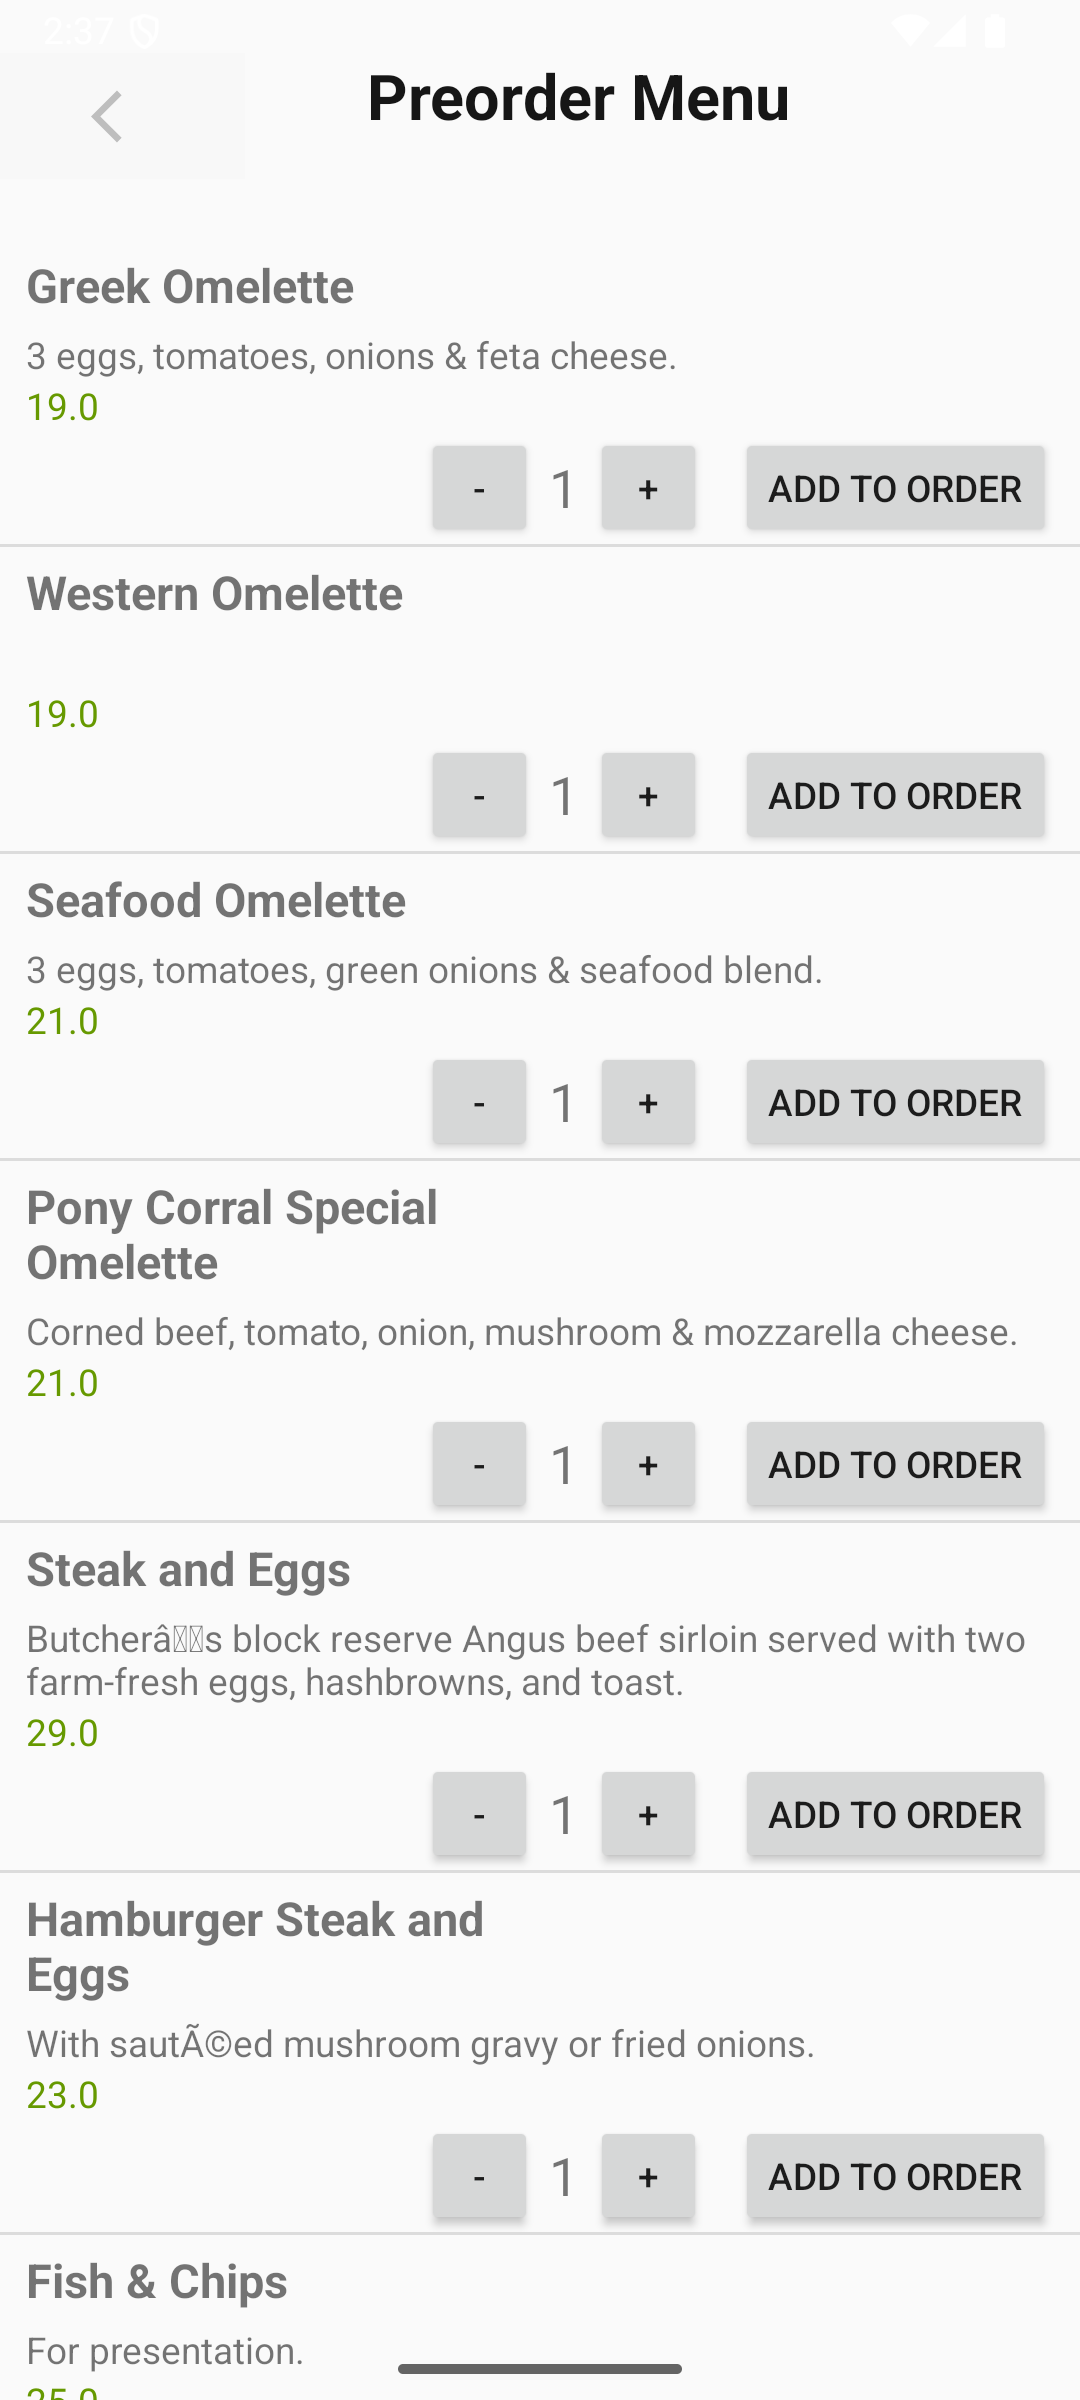 2:37
Preorder Menu
Greek Omelette
3 eggs, tomatoes, onions & feta cheese.
19.0
- 1 + ADD TO ORDER
Western Omelette
19.0
- 1 + ADD TO ORDER
Seafood Omelette
3 eggs, tomatoes, green onions & seafood blend.
21.0
- 1 + ADD TO ORDER
Pony Corral Special
Omelette
Corned beef, tomato, onion, mushroom & mozzarella cheese.
21.0
- 1 + ADD TO ORDER
Steak and Eggs
Butcherâ␀␀s block reserve Angus beef sirloin served with two
farm-fresh eggs, hashbrowns, and toast.
29.0
- 1 + ADD TO ORDER
Hamburger Steak and
Eggs
With sautÃ©ed mushroom gravy or fried onions.
23.0
- 1 + ADD TO ORDER
Fish & Chips
For presentation.